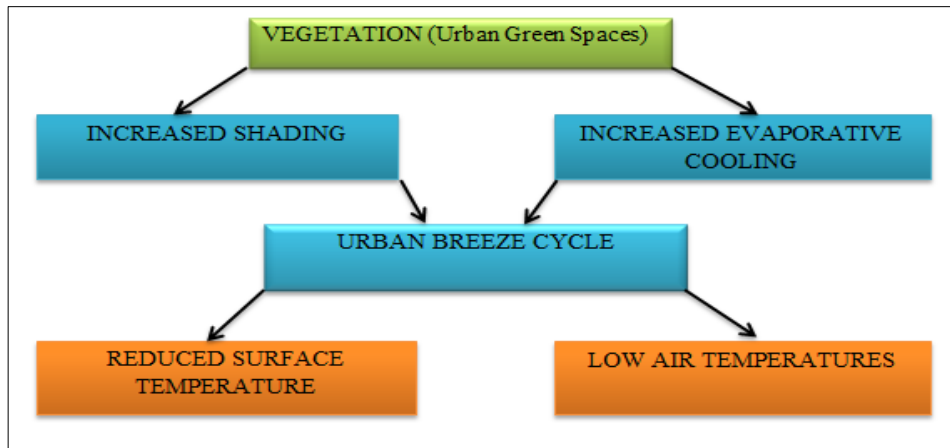 VEGETATION (Urban Green Spaces)
INCREASED SHADING
INCREASED EVAPORATIVE
COOLING
URBAN BREEZE CYCLE
REDUCED SURFACE
TEMPERATURE
LOW AIR TEMPERATURES